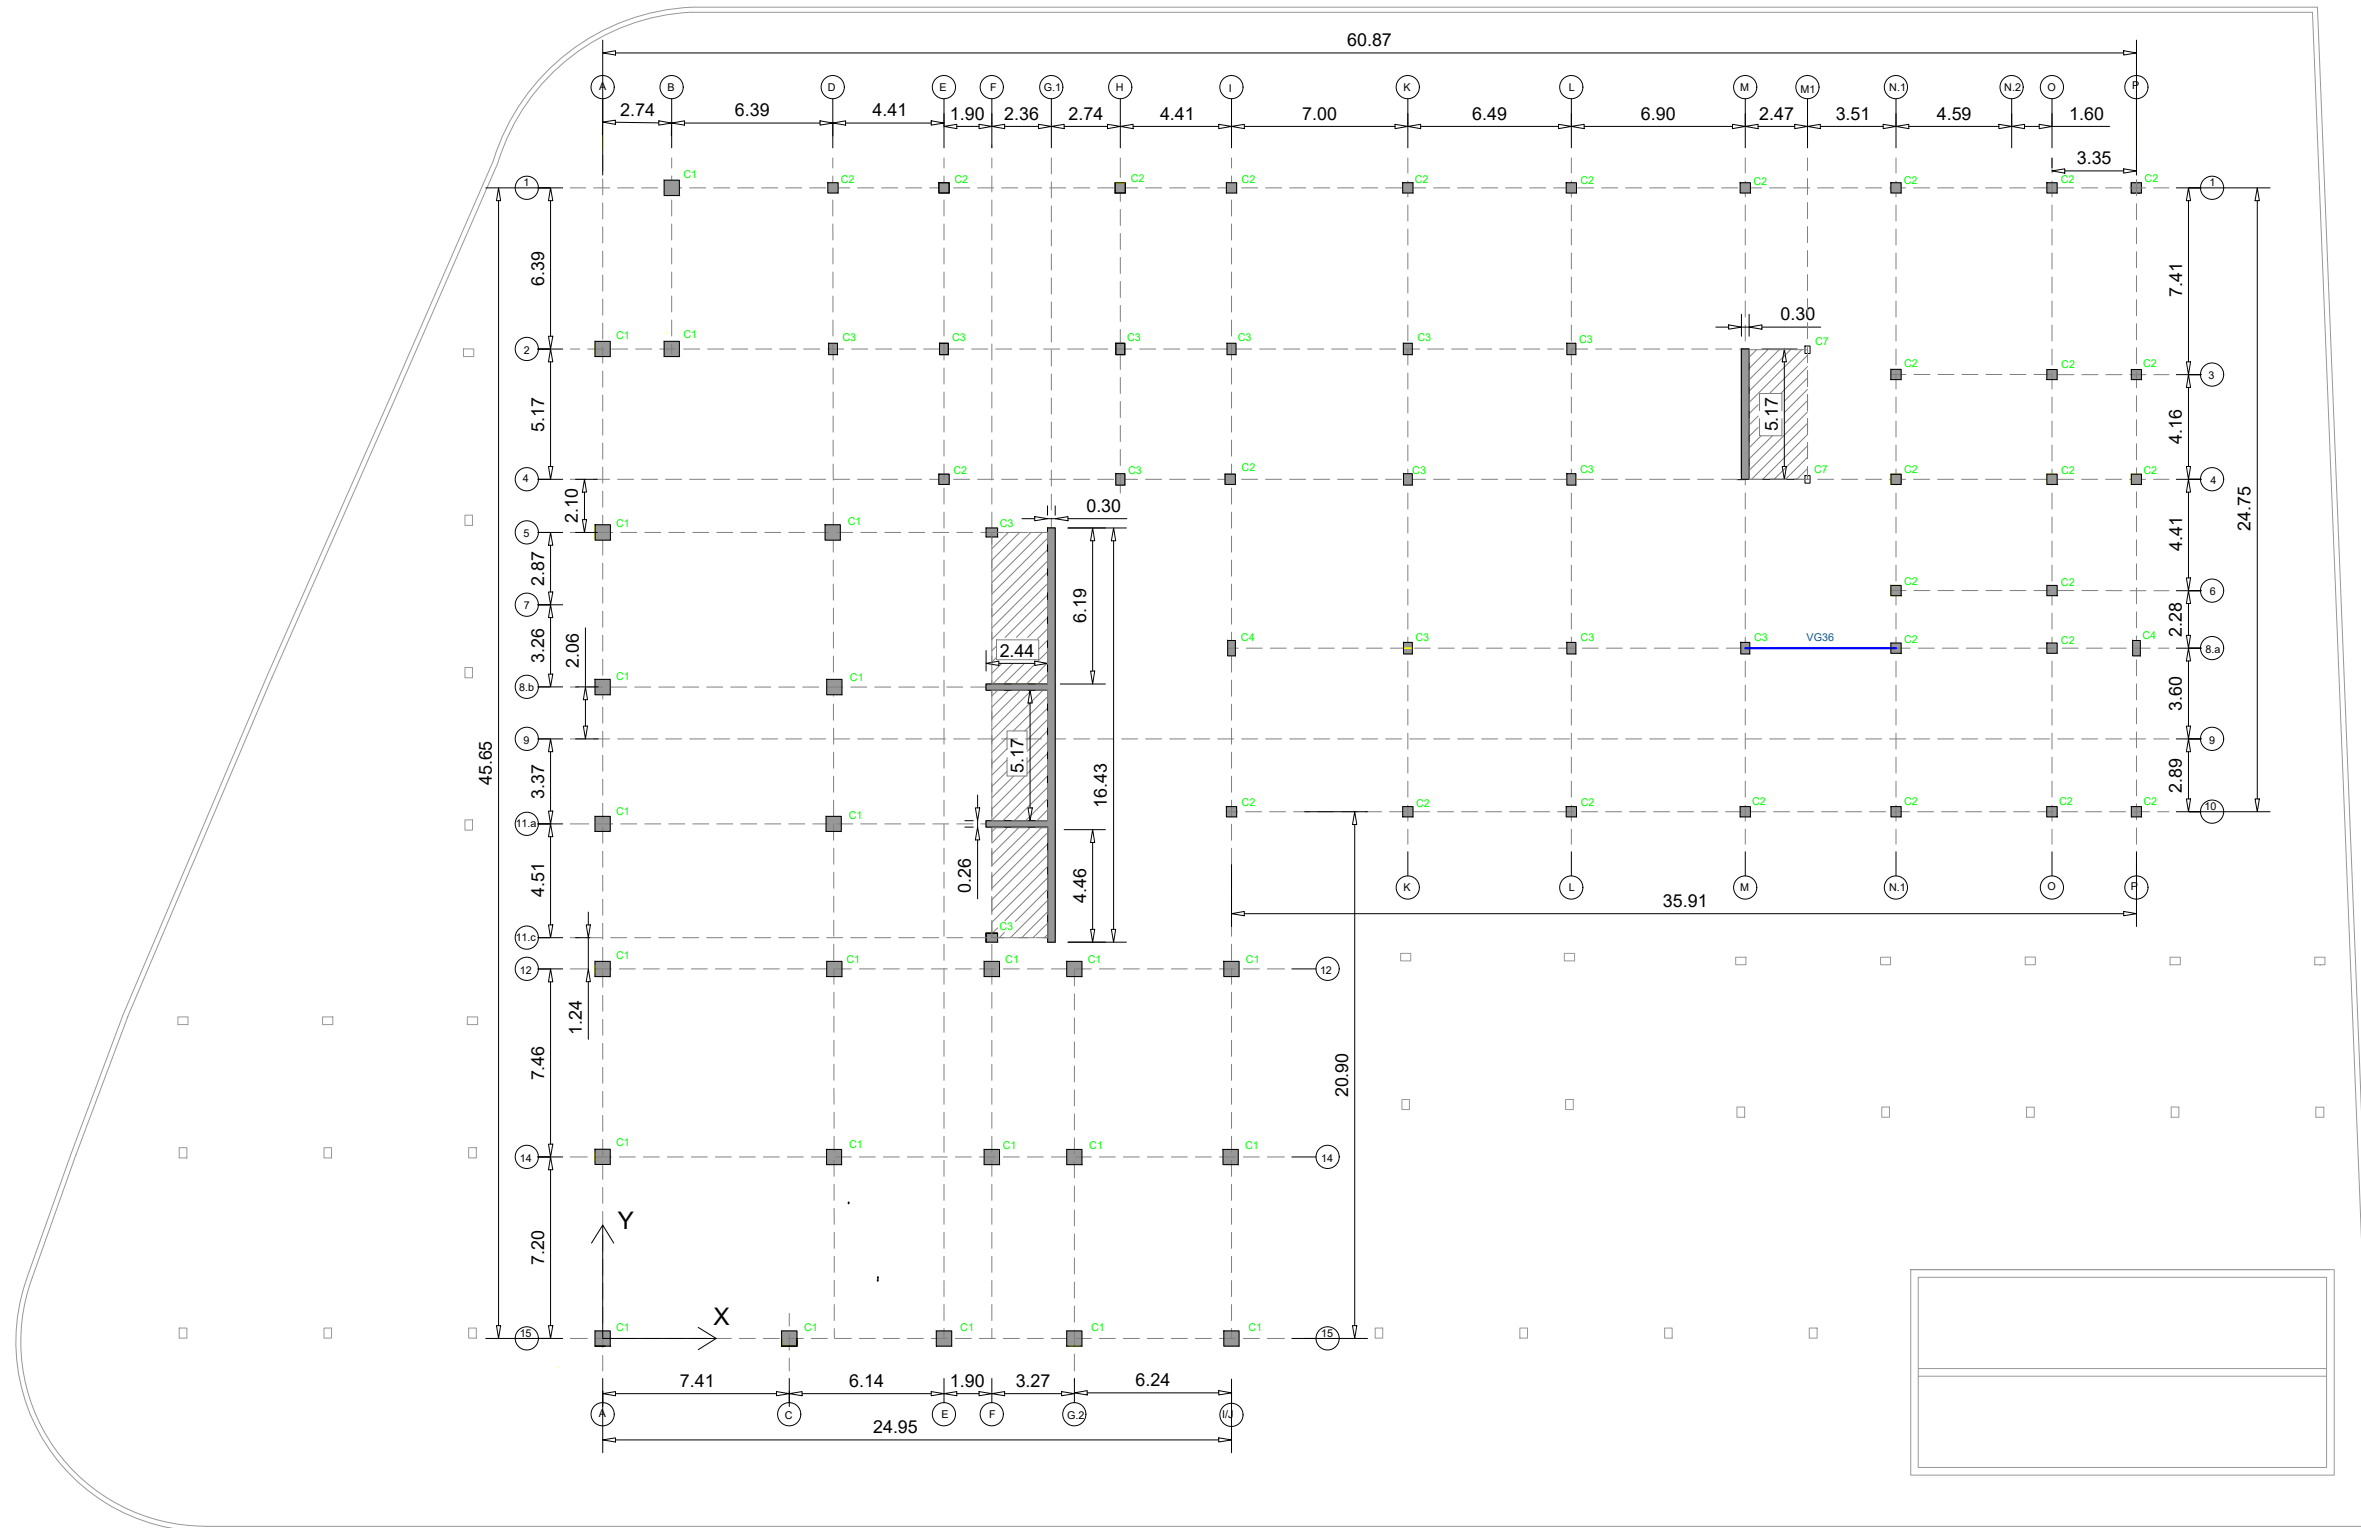 60.87
A B D E F G.1 H I K L M M1 N.1 N.2 O P
2.74 6.39 4.41 1.90 2.36 2.74 4.41 7.00 6.49 6.90 2.47 3.51 4.59 1.60
3.35
1 C1 C2 C2 C2 C2 C2 C2 C2 C2 C2 C2 1
6.39 7.41
0.30
2 C1 C1 C3 C3 C3 C3 C3 C3 C7
C2 C2 C2 3
5.17 5.17 4.16
4 C2 C3 C2 C3 C3 C7 C2 C2 C2 4
2.10 0.30 24.75
5 C1 C1 C3
2.87 4.41
C2 C2 6
7 6.19
3.26 2.06 2.44 2.28
C4 C3 C3 C3 VG36 C2 C2 C4 8.a
8.b C1 C1
3.60
9 9
45.65 5.17 16.43
3.37 2.89
C2 C2 C2 C2 C2 C2 C2 10
11.a C1 C1
4.51 0.26 4.46
K L M N.1 O P
35.91
11.c C3
12 C1 C1 C1 C1 C1 12
1.24
7.46 20.90
14 C1 C1 C1 C1 C1 14
Y
7.20
X
15 C1 C1 C1 C1 C1 15
7.41 6.14 1.90 3.27 6.24
A C E F G.2 I/J
24.95